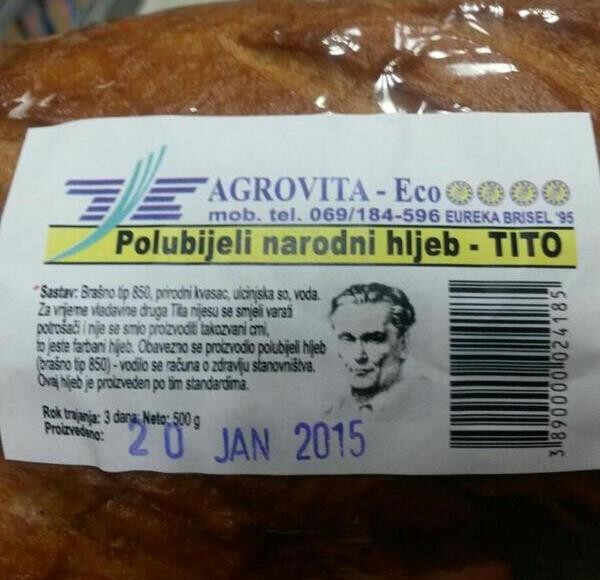 AGROVITA - Eco
mob. tel. 069/184-596 EUREKA BRISEL '95
Polubijeli narodni hljeb - TITO
*Sastav: Brašno tip 850, prirodni kvasac, ulcinjska so, voda.
Za vrijeme vladavine druga Tita nijesu se smjeli varati
potrošači i nije se smio proizvoditi takozvani crni,
to jeste farbani hljeb. Obavezno se proizvodio polubijeli hljeb
(brašno tip 850) - vodilo se računa o zdravlju stanovništva.
Ovaj hljeb je proizveden po tim standardima.
Rok trajanja: 3 dana; Neto: 500 g
Proizvedeno: 20 JAN 2015
3890000024185